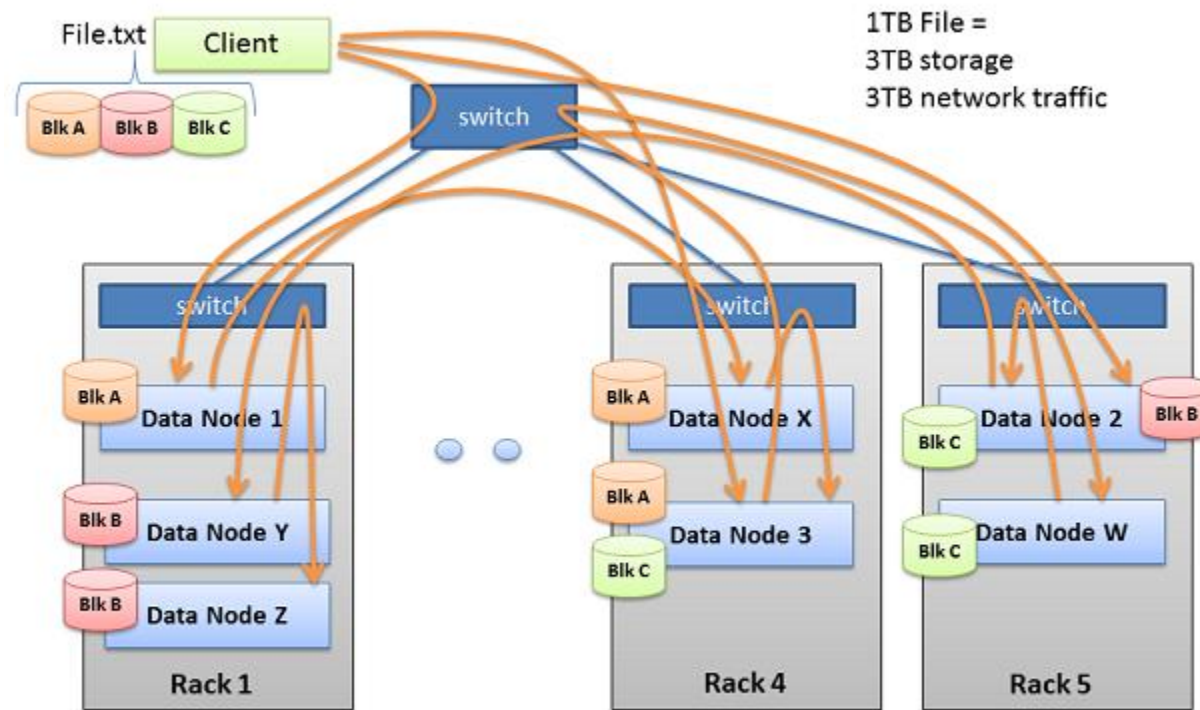 File.txt
Client
Blk A
Blk B
Blk C
1TB File =
3TB storage
3TB network traffic
switch
switch
Blk A
Data Node 1
Blk B
Data Node Y
Blk B
Data Node Z
Rack 1
switch
Blk A
Data Node X
Blk A
Data Node 3
Blk C
Rack 4
switch
Data Node 2
Blk B
Blk C
Data Node W
Blk C
Rack 5